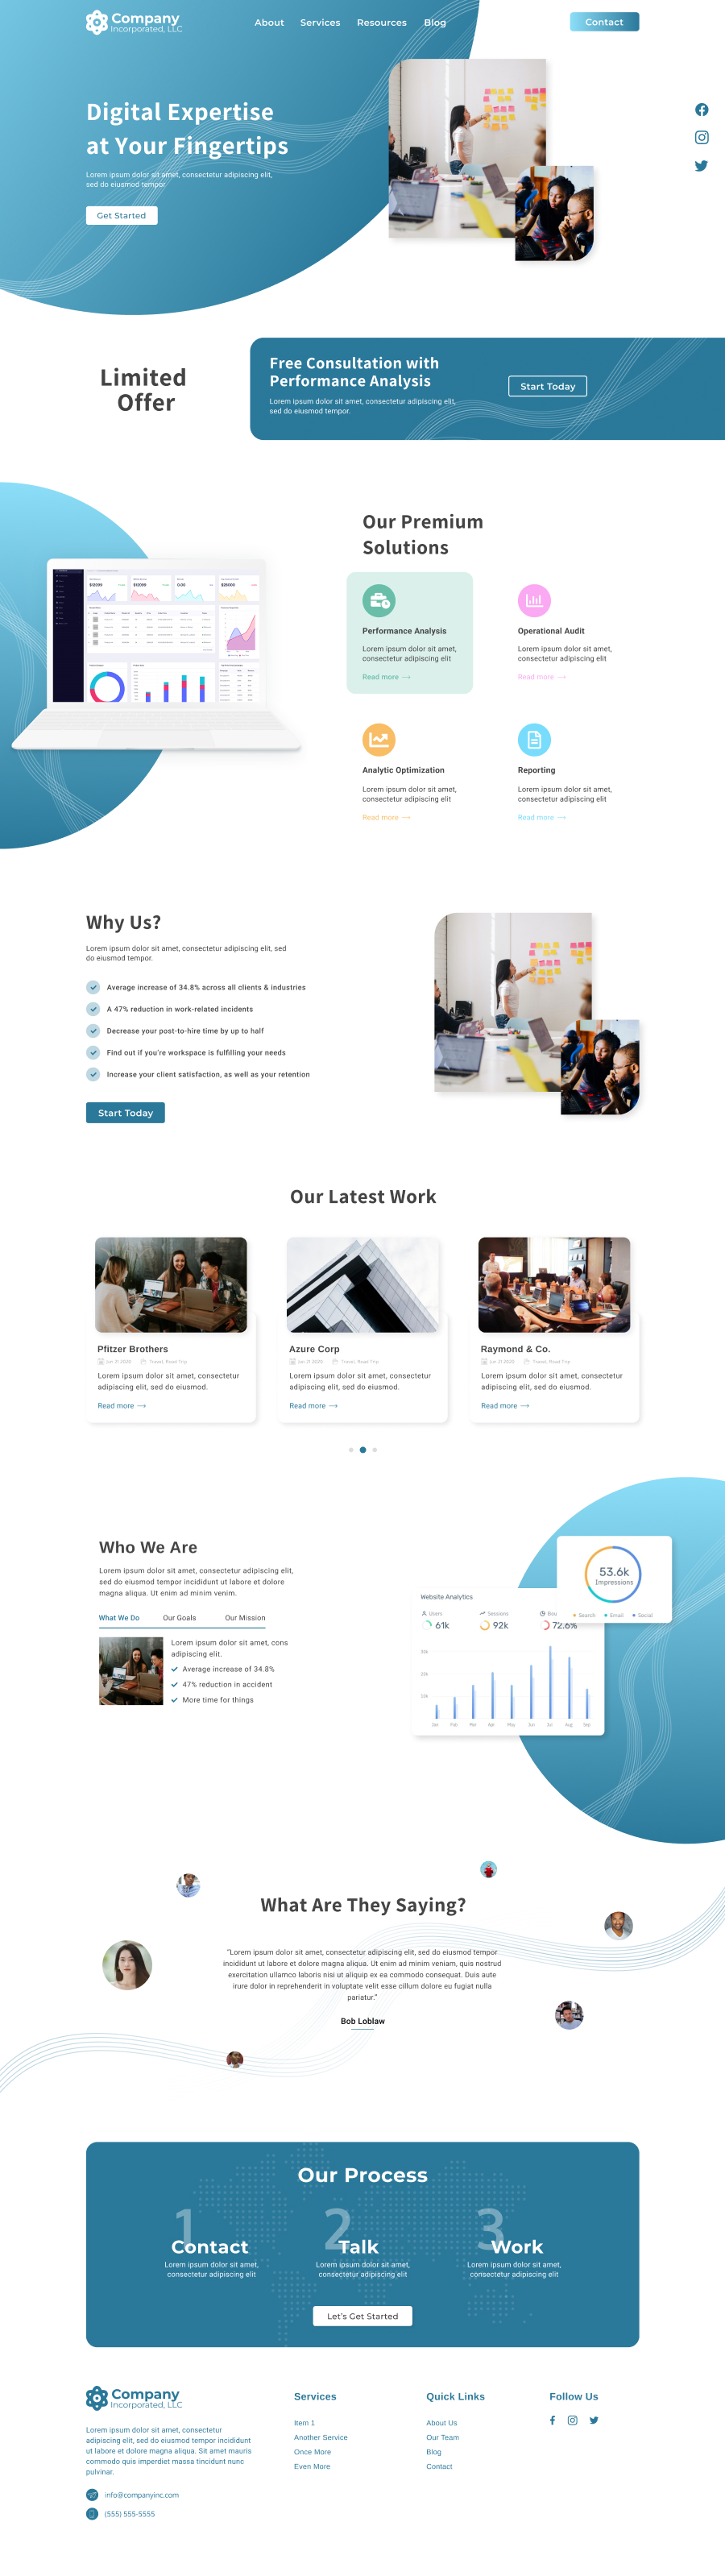 Company
Incorporated, LLC
About
Services
Resources
Blog
Contact
Digital Expertise
at Your Fingertips
Lorem ipsum dolor sit amet, consectetur adipiscing elit,
sed do eiusmod tempor
Get Started
Limited
Offer
Free Consultation with
Performance Analysis
Lorem ipsum dolor sit amet, consectetur adipiscing elit,
sed do eiusmod tempor.
Start Today
Our Premium
Solutions
Performance Analysis
Lorem ipsum dolor sit amet,
consectetur adipiscing elit
Read more
Operational Audit
Lorem ipsum dolor sit amet,
consectetur adipiscing elit
Read more
Analytic Optimization
Lorem ipsum dolor sit amet,
consectetur adipiscing elit
Read more
Reporting
Lorem ipsum dolor sit amet,
consectetur adipiscing elit
Read more
Why Us?
Lorem ipsum dolor sit amet, consectetur adipiscing elit, sed
do eiusmod tempor.
Average increase of 34.8% across all clients & industries
A 47% reduction in work-related incidents
Decrease your post-to-hire time by up to half
Find out if you're workspace is fulfilling your needs
Increase your client satisfaction, as well as your retention
Start Today
Our Latest Work
Pfitzer Brothers
Jun 21 2020
Travel, Road Trip
Lorem ipsum dolor sit amet, consectetur
adipiscing elit, sed do eiusmod.
Read more
Azure Corp
Jun 21 2020
Travel, Road Trip
Lorem ipsum dolor sit amet, consectetur
adipiscing elit, sed do eiusmod.
Read more
Raymond & Co.
Jun 21 2020
Travel, Road Trip
Lorem ipsum dolor sit amet, consectetur
adipiscing elit, sed do eiusmod.
Read more
Who We Are
Lorem ipsum dolor sit amet, consectetur adipiscing elit,
sed do eiusmod tempor incididunt ut labore et dolore
magna aliqua. Ut enim ad minim venim.
What We Do
Our Goals
Our Mission
Lorem ipsum dolor sit amet, cons
adipiscing elit.
Average increase of 34.8%
47% reduction in accident
More time for things
53.6k
Impressions
Search
Email
Social
Website Analytics
Users
61k
Sessions
92k
Bou
72.6%
30k
20k
10k
Jan Feb Mar Apr May Jun Jul Aug Sep
What Are They Saying?
"Lorem ipsum dolor sit amet, consectetur adipiscing elit, sed do eiusmod tempor
incididunt ut labore et dolore magna aliqua. Ut enim ad minim veniam, quis nostrud
exercitation ullamco laboris nisi ut aliquip ex ea commodo consequat. Duis aute
irure dolor in reprehenderit in voluptate velit esse cillum dolore eu fugiat nulla
pariatur."
Bob Loblaw
Our Process
1
Contact
Lorem ipsum dolor sit amet,
consectetur adipiscing elit
2
Talk
Lorem ipsum dolor sit amet,
consectetur adipiscing elit
3
Work
Lorem ipsum dolor sit amet,
consectetur adipiscing elit
Let's Get Started
Company
Incorporated, LLC
Lorem ipsum dolor sit amet, consectetur
adipiscing elit, sed do eiusmod tempor incididunt
ut labore et dolore magna aliqua. Sit amet mauris
commodo quis imperdiet massa tincidunt nunc
pulvinar.
info@companyinc.com
(555) 555-5555
Services
Item 1
Another Service
Once More
Even More
Quick Links
About Us
Our Team
Blog
Contact
Follow Us